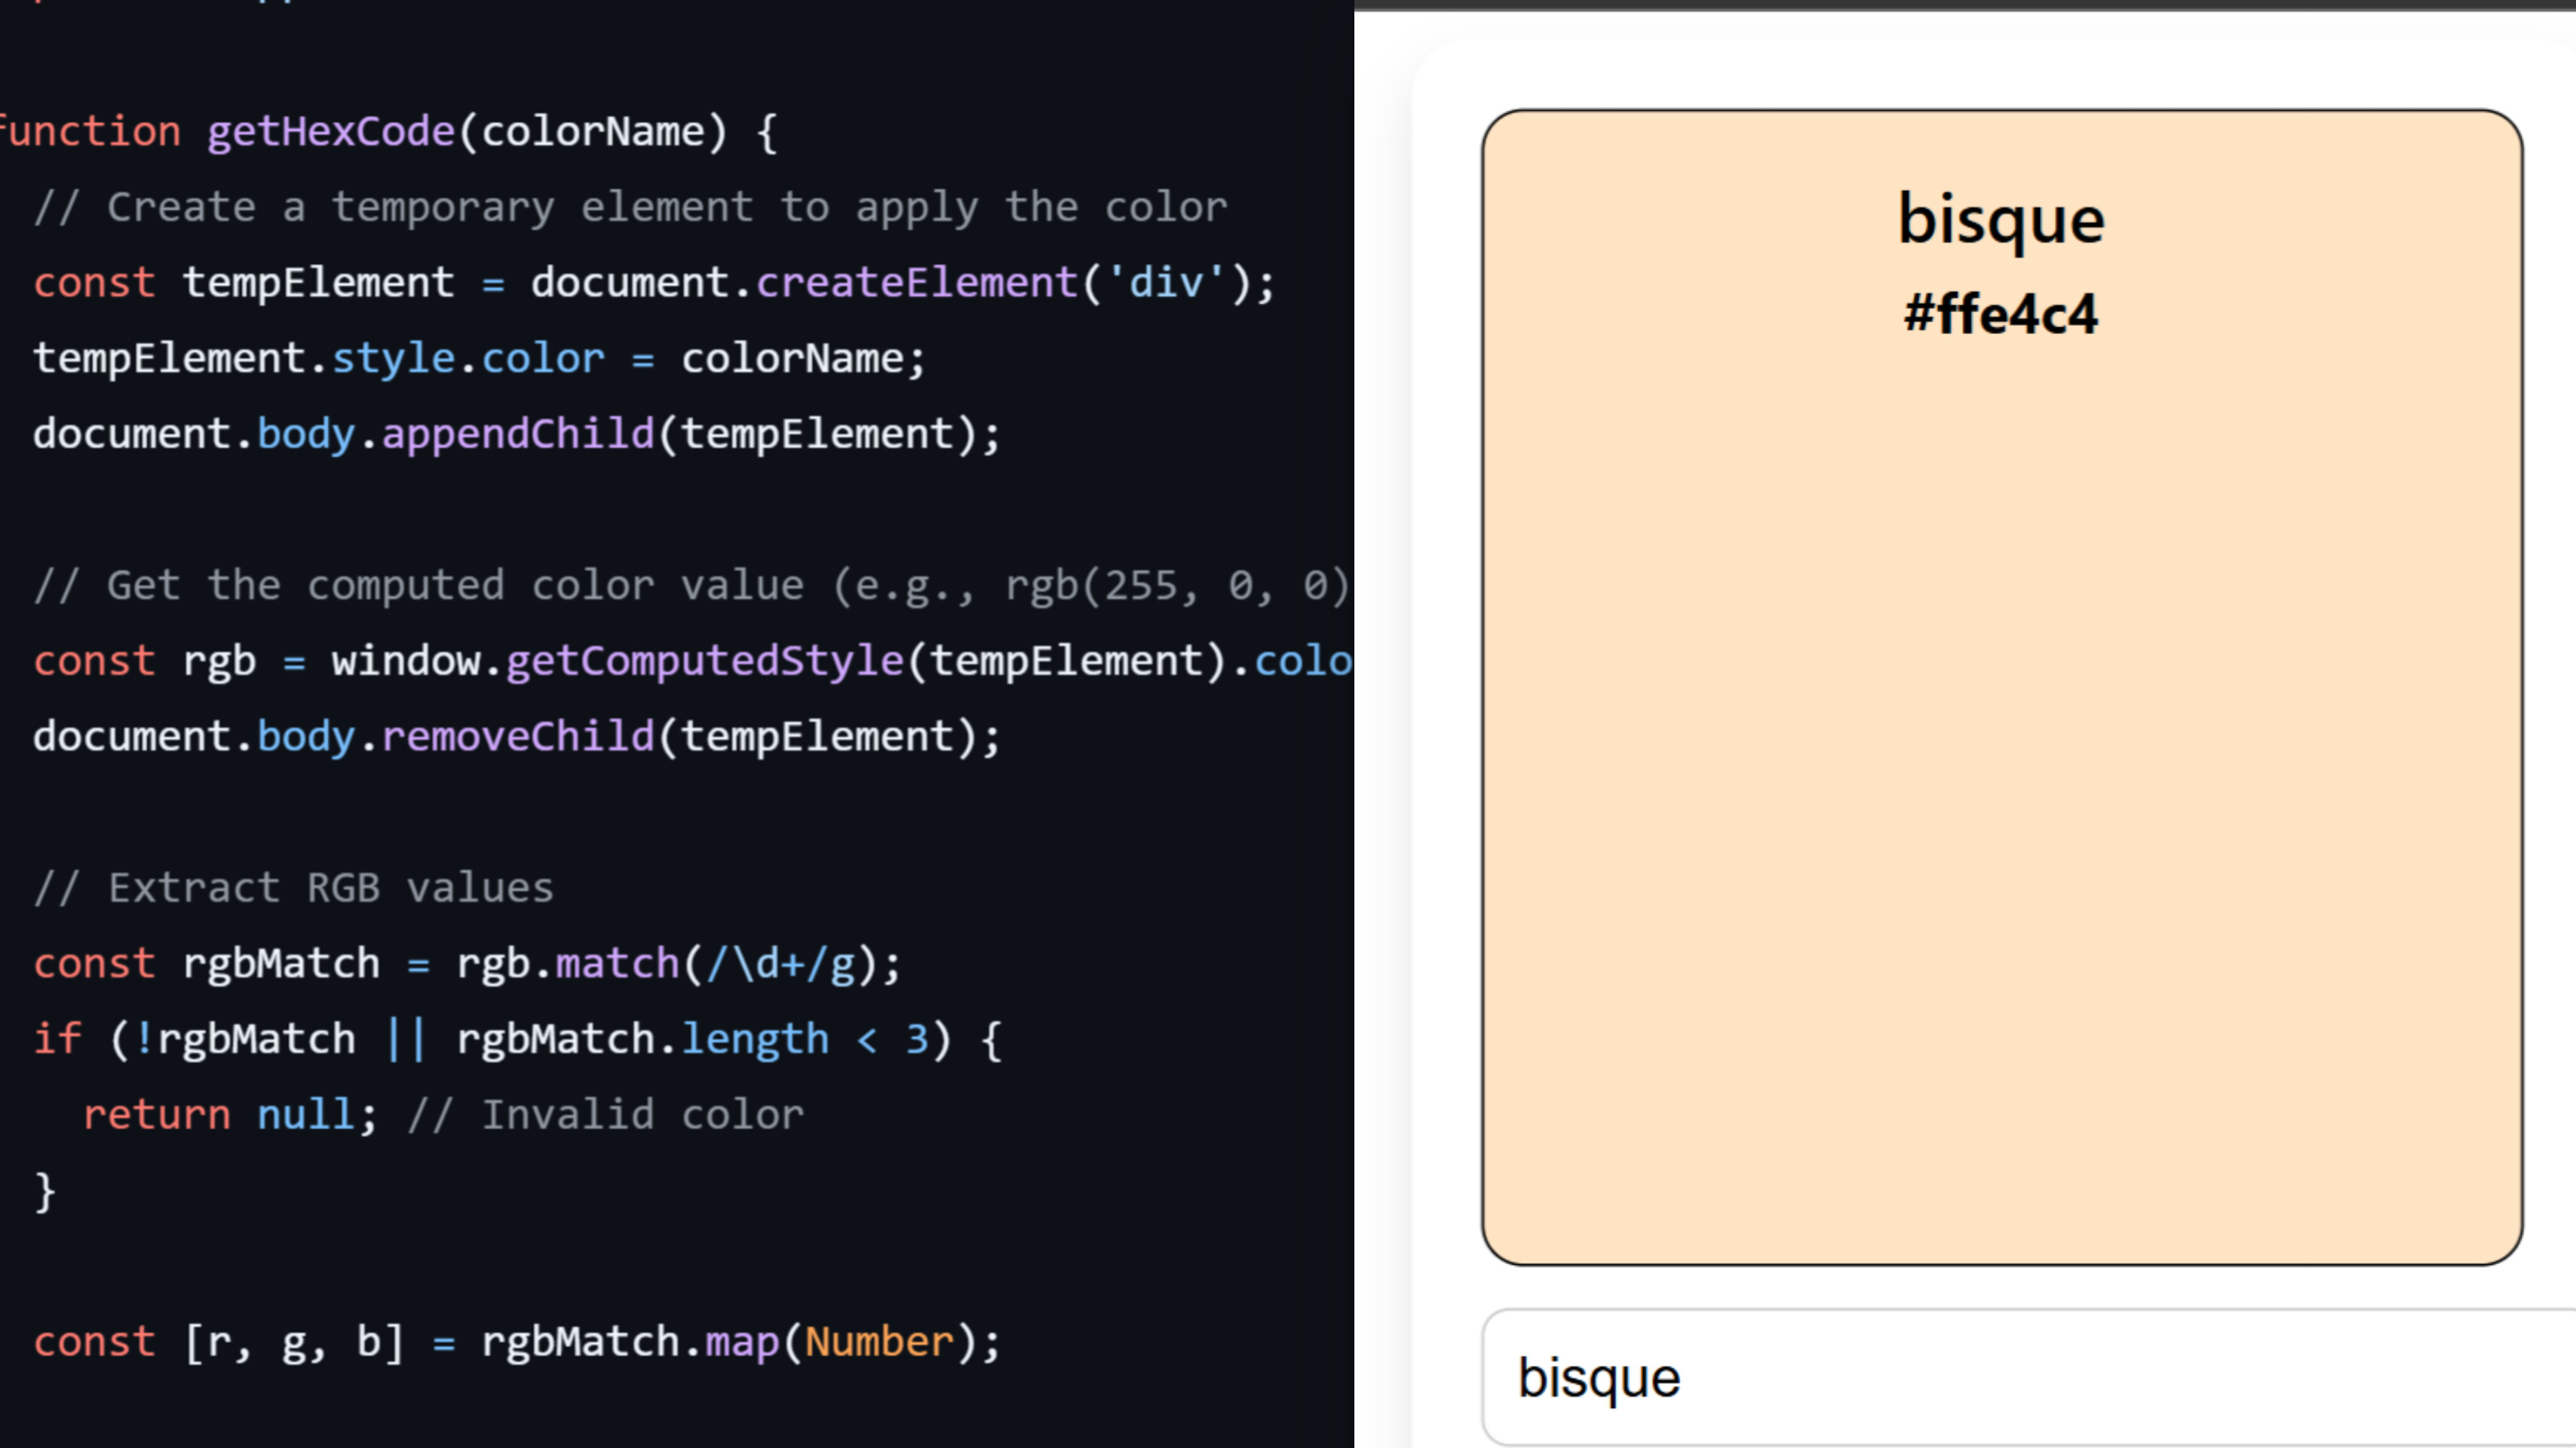 function getHexCode(colorName) {
// Create a temporary element to apply the color
const tempElement = document.createElement('div');
tempElement.style.color = colorName;
document.body.appendChild(tempElement);
// Get the computed color value (e.g., rgb(255, 0, 0)
const rgb = window.getComputedStyle(tempElement).colo
document.body.removeChild(tempElement);
// Extract RGB values
const rgbMatch = rgb.match(/\d+/g);
if (!rgbMatch || rgbMatch.length < 3) {
return null; // Invalid color
}
const [r, g, b] = rgbMatch.map(Number);
bisque
#ffe4c4
bisque